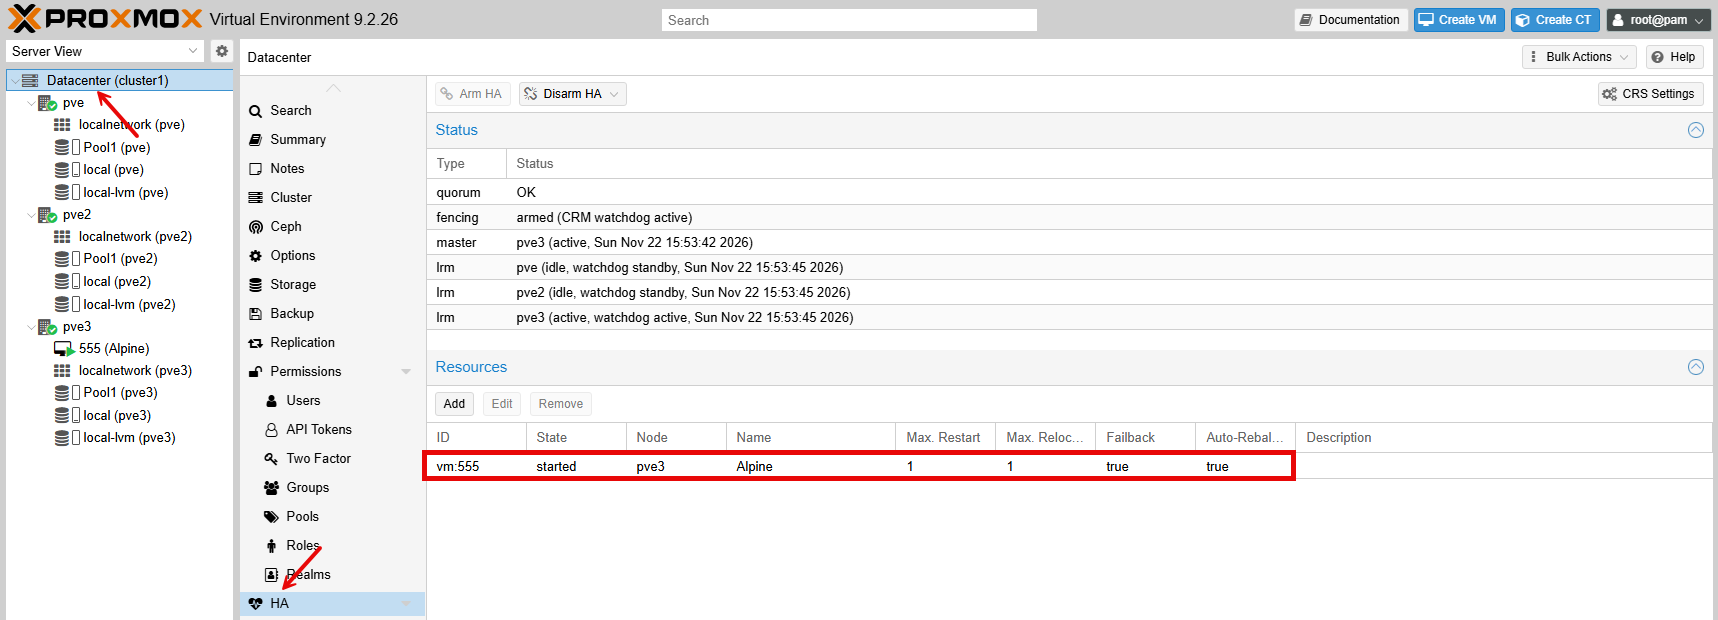 PROXMOX Virtual Environment 9.2.26 Search Documentation Create VM Create CT root@pam
Server View
Datacenter (cluster1)
pve
localnetwork (pve)
Pool1 (pve)
local (pve)
local-lvm (pve)
pve2
localnetwork (pve2)
Pool1 (pve2)
local (pve2)
local-lvm (pve2)
pve3
555 (Alpine)
localnetwork (pve3)
Pool1 (pve3)
local (pve3)
local-lvm (pve3)
Datacenter Bulk Actions Help
Search
Summary
Notes
Cluster
Ceph
Options
Storage
Backup
Replication
Permissions
Users
API Tokens
Two Factor
Groups
Pools
Roles
Realms
HA
Arm HA Disarm HA CRS Settings
Status
Type Status
quorum OK
fencing armed (CRM watchdog active)
master pve3 (active, Sun Nov 22 15:53:42 2026)
lrm pve (idle, watchdog standby, Sun Nov 22 15:53:45 2026)
lrm pve2 (idle, watchdog standby, Sun Nov 22 15:53:45 2026)
lrm pve3 (active, watchdog active, Sun Nov 22 15:53:45 2026)
Resources
Add Edit Remove
ID State Node Name Max. Restart Max. Reloc... Failback Auto-Rebal... Description
vm:555 started pve3 Alpine 1 1 true true